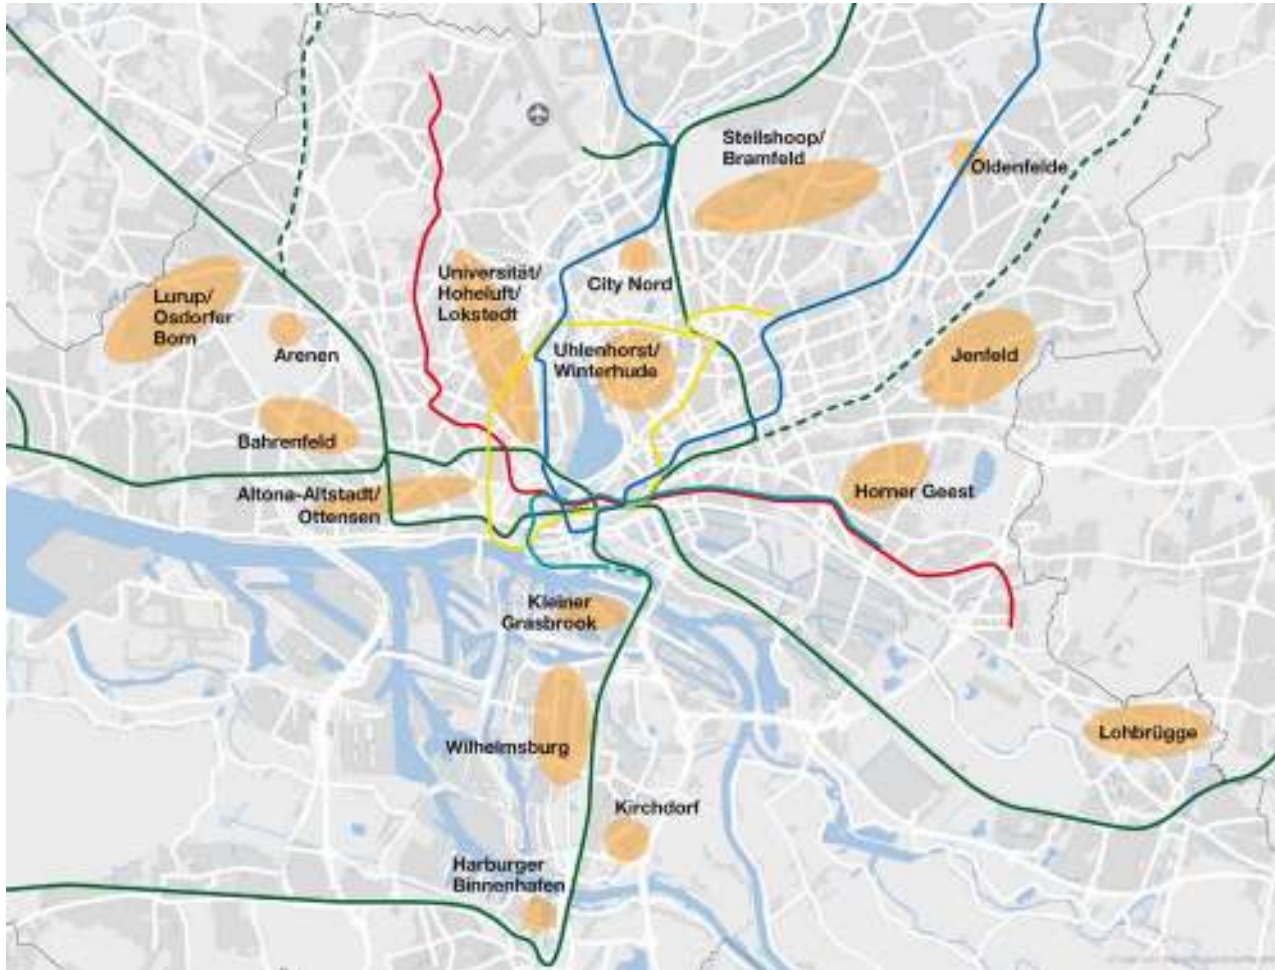 Steilshoop/
Bramfeld
Oldenfelde
Universität/
Hoheluft/
Lokstedt
City Nord
Lurup/
Osdorfer
Born
Arenen
Uhlenhorst/
Winterhude
Jenfeld
Bahrenfeld
Altona-Altstadt/
Ottensen
Horner Geest
Kleiner
Grasbrook
Wilhelmsburg
Lohbrügge
Kirchdorf
Harburger
Binnenhafen